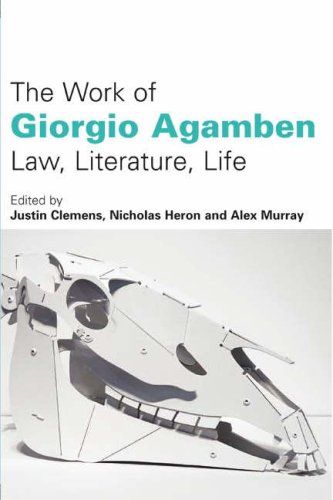 The Work of
Giorgio Agamben
Law, Literature, Life
Edited by
Justin Clemens, Nicholas Heron and Alex Murray